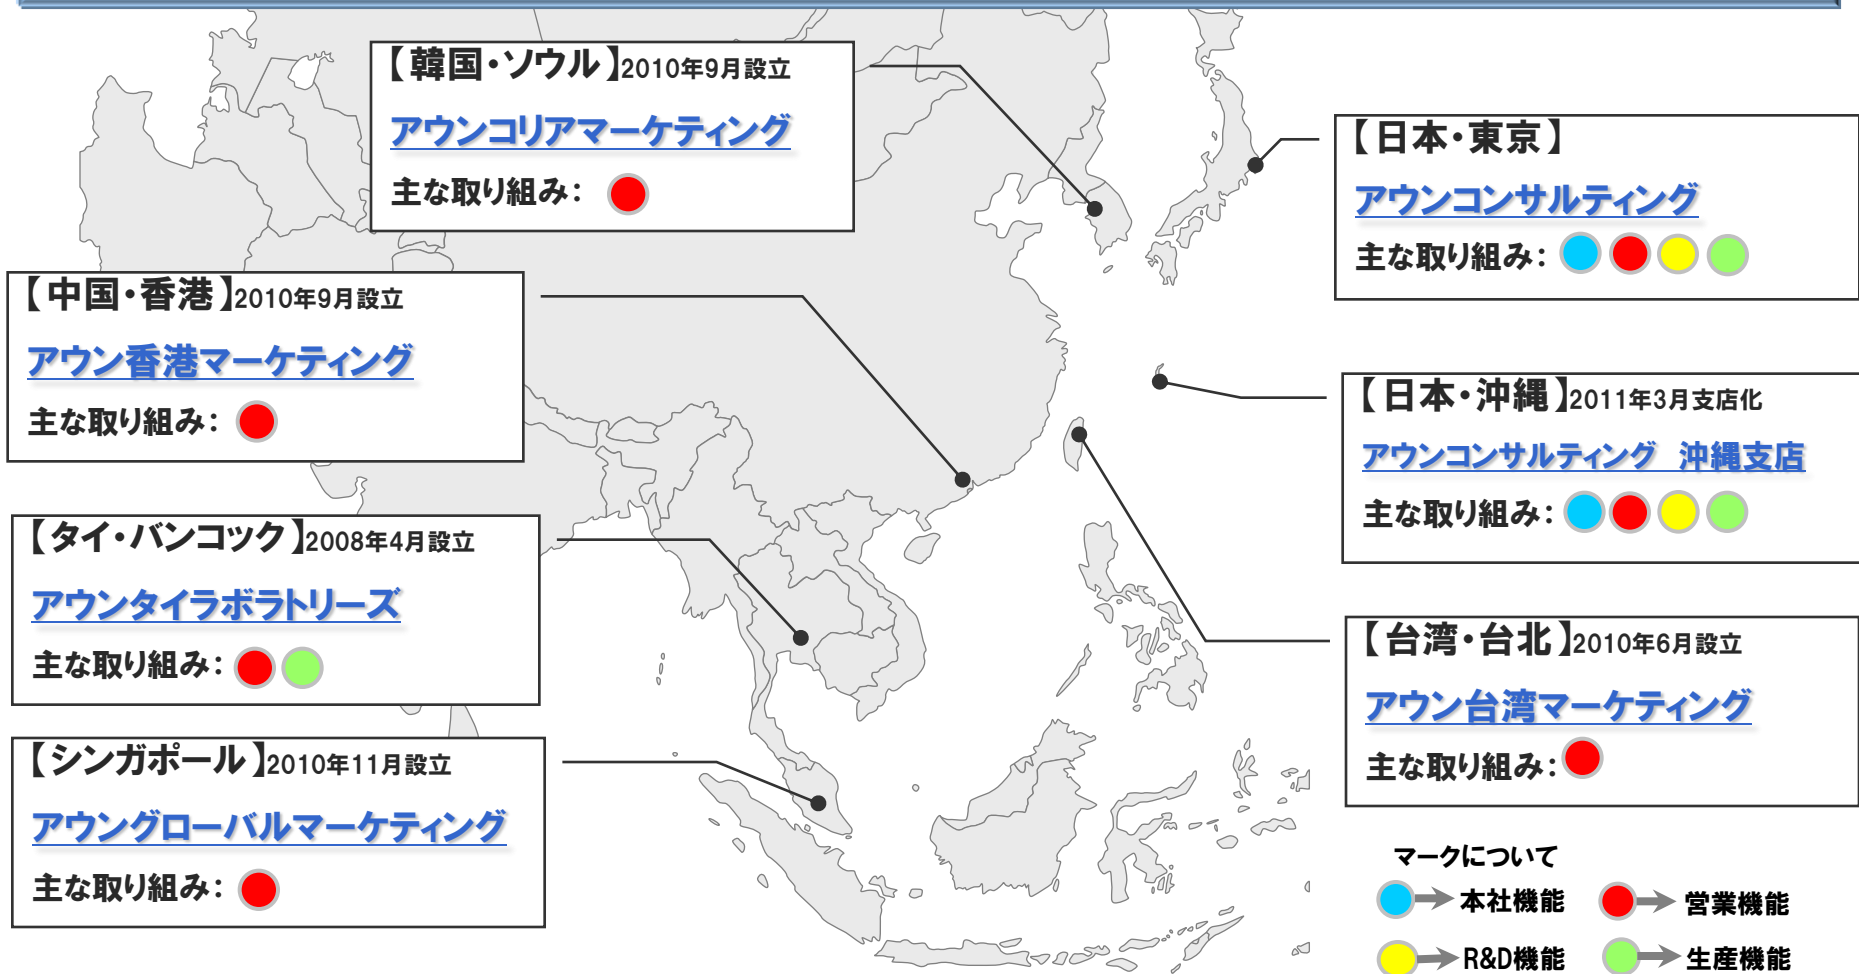 【韓国・ソウル】2010年9月設立
アウンコリアマーケティング
主な取り組み：
【日本・東京】
アウンコンサルティング
主な取り組み：
【中国・香港】2010年9月設立
アウン香港マーケティング
主な取り組み：
【日本・沖縄】2011年3月支店化
アウンコンサルティング　沖縄支店
主な取り組み：
【タイ・バンコック】2008年4月設立
アウンタイラボラトリーズ
主な取り組み：
【台湾・台北】2010年6月設立
アウン台湾マーケティング
主な取り組み：
【シンガポール】2010年11月設立
アウングローバルマーケティング
主な取り組み：
マークについて
本社機能 営業機能
R&D機能 生産機能